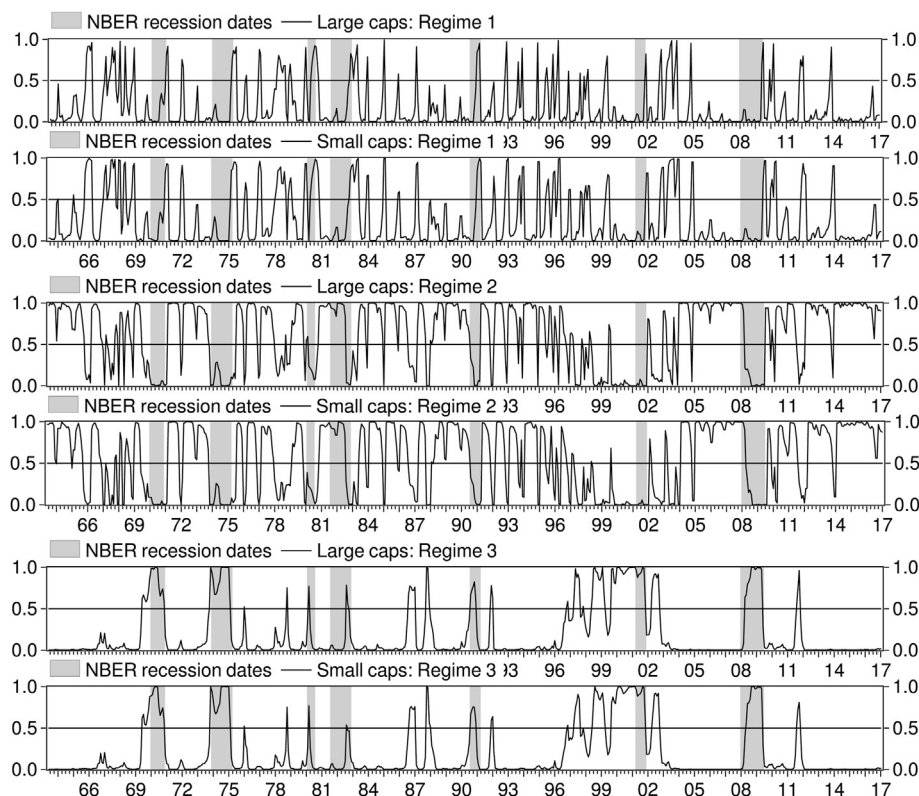 NBER recession dates Large caps: Regime 1
1.0 1.0
0.5 0.5
0.0 0.0
NBER recession dates Small caps: Regime 1 93 96 99 02 05 08 11 14 17
1.0 1.0
0.5 0.5
0.0 0.0
66 69 72 75 78 81 84 87 90 93 96 99 02 05 08 11 14 17
NBER recession dates Large caps: Regime 2
1.0 1.0
0.5 0.5
0.0 0.0
NBER recession dates Small caps: Regime 2 93 96 99 02 05 08 11 14 17
1.0 1.0
0.5 0.5
0.0 0.0
66 69 72 75 78 81 84 87 90 93 96 99 02 05 08 11 14 17
NBER recession dates Large caps: Regime 3
1.0 1.0
0.5 0.5
0.0 0.0
NBER recession dates Small caps: Regime 3 93 96 99 02 05 08 11 14 17
1.0 1.0
0.5 0.5
0.0 0.0
66 69 72 75 78 81 84 87 90 93 96 99 02 05 08 11 14 17